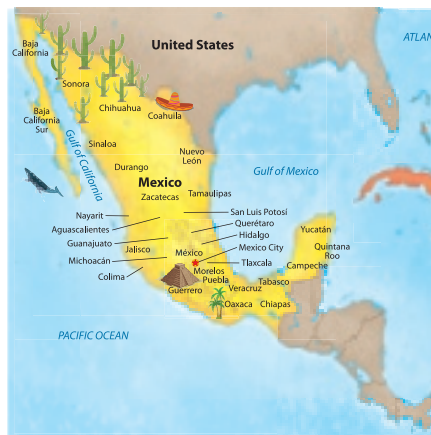 Baja
California
United States
ATLAN
Sonora
Chihuahua
Coahuila
Baja
California
Sur
Gulf of California
Sinaloa
Nuevo
León
Durango
Gulf of Mexico
Mexico
Zacatecas
Tamaulipas
Nayarit
San Luis Potosí
Aguascalientes
Querétaro
Yucatán
Guanajuato
Hidalgo
Jalisco
México
Mexico City
Quintana
Roo
Michoacán
Tlaxcala
Campeche
Colima
Morelos
Puebla
Tabasco
Guerrero
Veracruz
Oaxaca
Chiapas
PACIFIC OCEAN